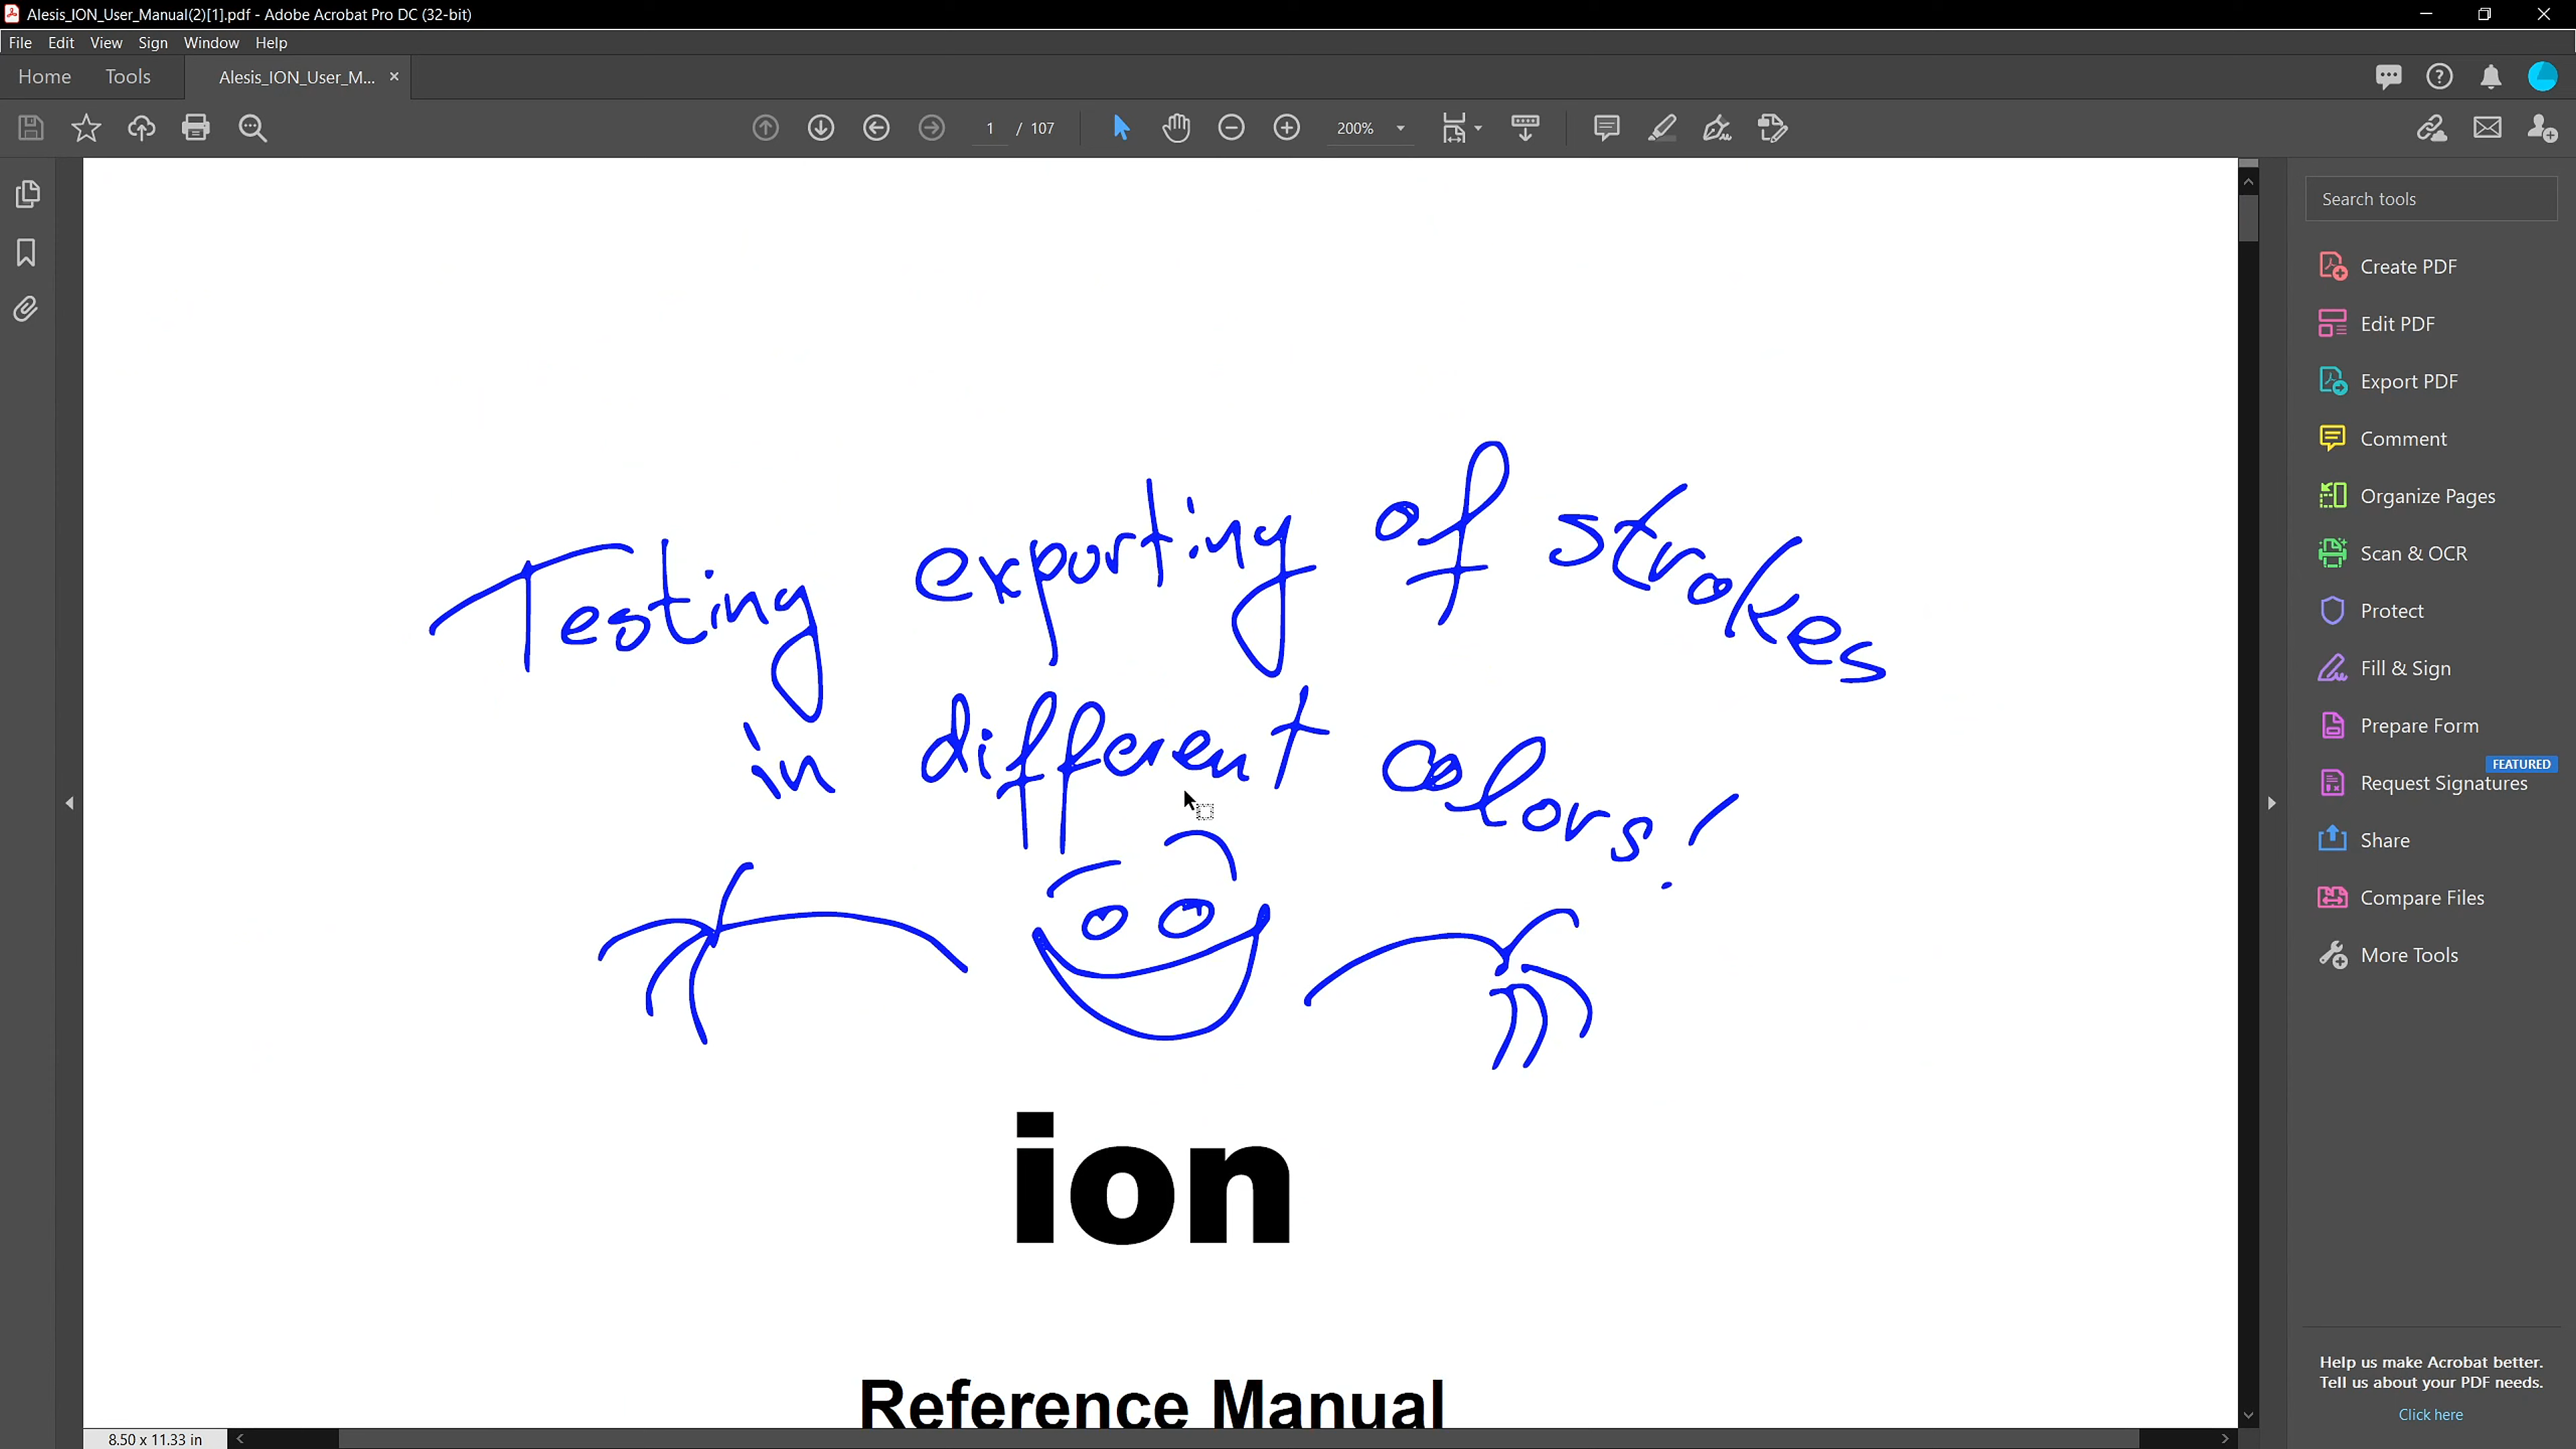 Alesis_ION_User_Manual(2)[1].pdf - Adobe Acrobat Pro DC (32-bit)
File Edit View Sign Window Help
Home Tools Alesis_ION_User_M... ×
1 / 107 200%
Search tools
Create PDF
Edit PDF
Export PDF
Comment
Organize Pages
Scan & OCR
Protect
Fill & Sign
Prepare Form
FEATURED
Request Signatures
Share
Compare Files
More Tools
Testing exporting of strokes
in different colors!
ion
Reference Manual
Help us make Acrobat better.
Tell us about your PDF needs.
Click here
8.50 x 11.33 in